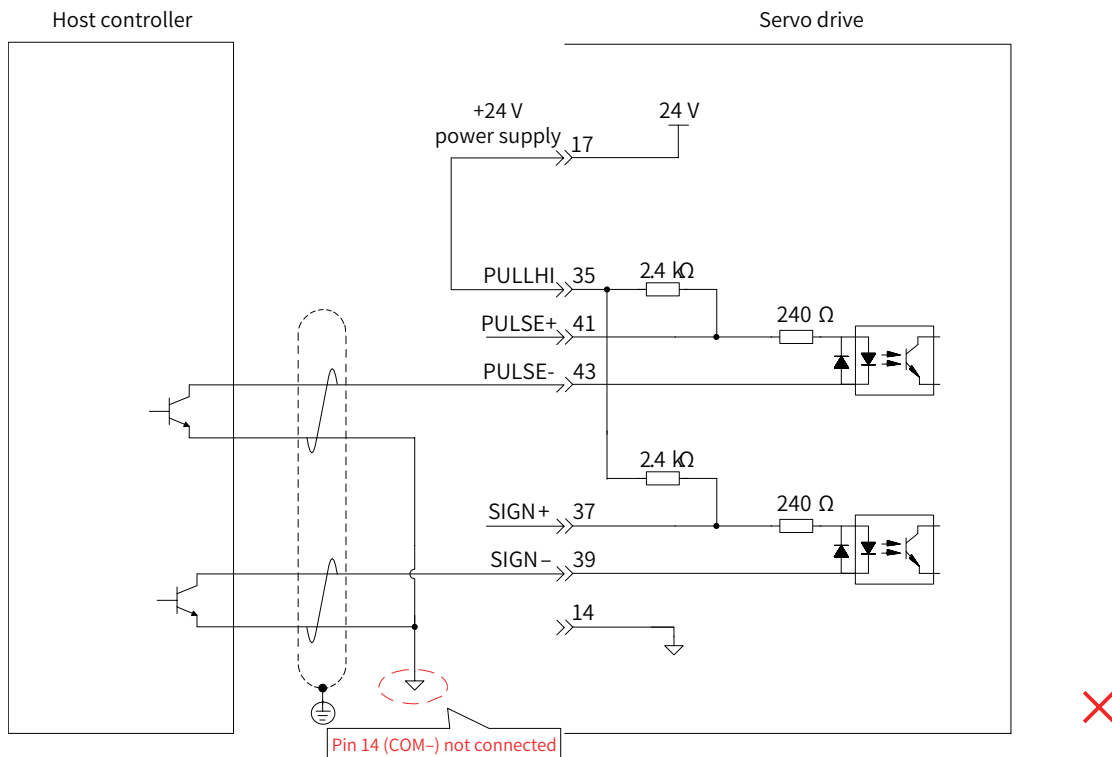 Host controller
Servo drive
+24 V
power supply
17
24 V
PULLHI
35
2.4 kΩ
PULSE+
41
240 Ω
PULSE-
43
2.4 kΩ
SIGN+
37
240 Ω
SIGN–
39
14
Pin 14 (COM–) not connected